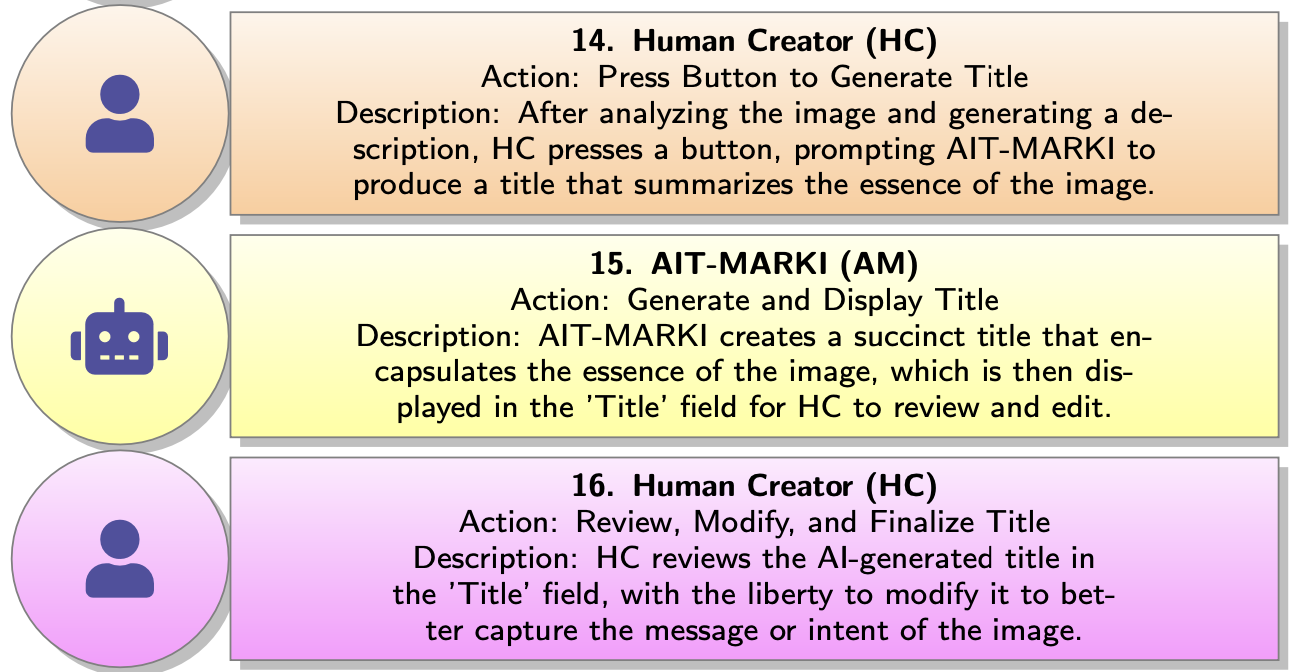 14. Human Creator (HC)
Action: Press Button to Generate Title
Description: After analyzing the image and generating a de-
scription, HC presses a button, prompting AIT-MARKI to
produce a title that summarizes the essence of the image.
15. AIT-MARKI (AM)
Action: Generate and Display Title
Description: AIT-MARKI creates a succinct title that en-
capsulates the essence of the image, which is then dis-
played in the 'Title' field for HC to review and edit.
16. Human Creator (HC)
Action: Review, Modify, and Finalize Title
Description: HC reviews the AI-generated title in
the 'Title' field, with the liberty to modify it to bet-
ter capture the message or intent of the image.